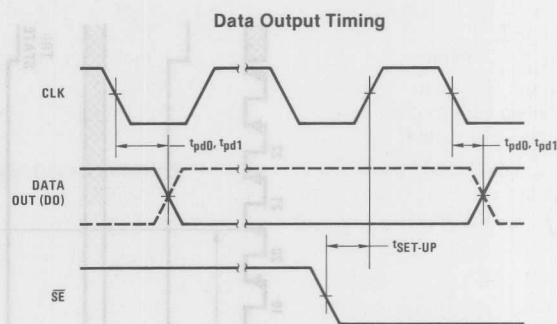 Data Output Timing
CLK
tpd0, tpd1
tpd0, tpd1
DATA
OUT (DO)
tSET-UP
SE